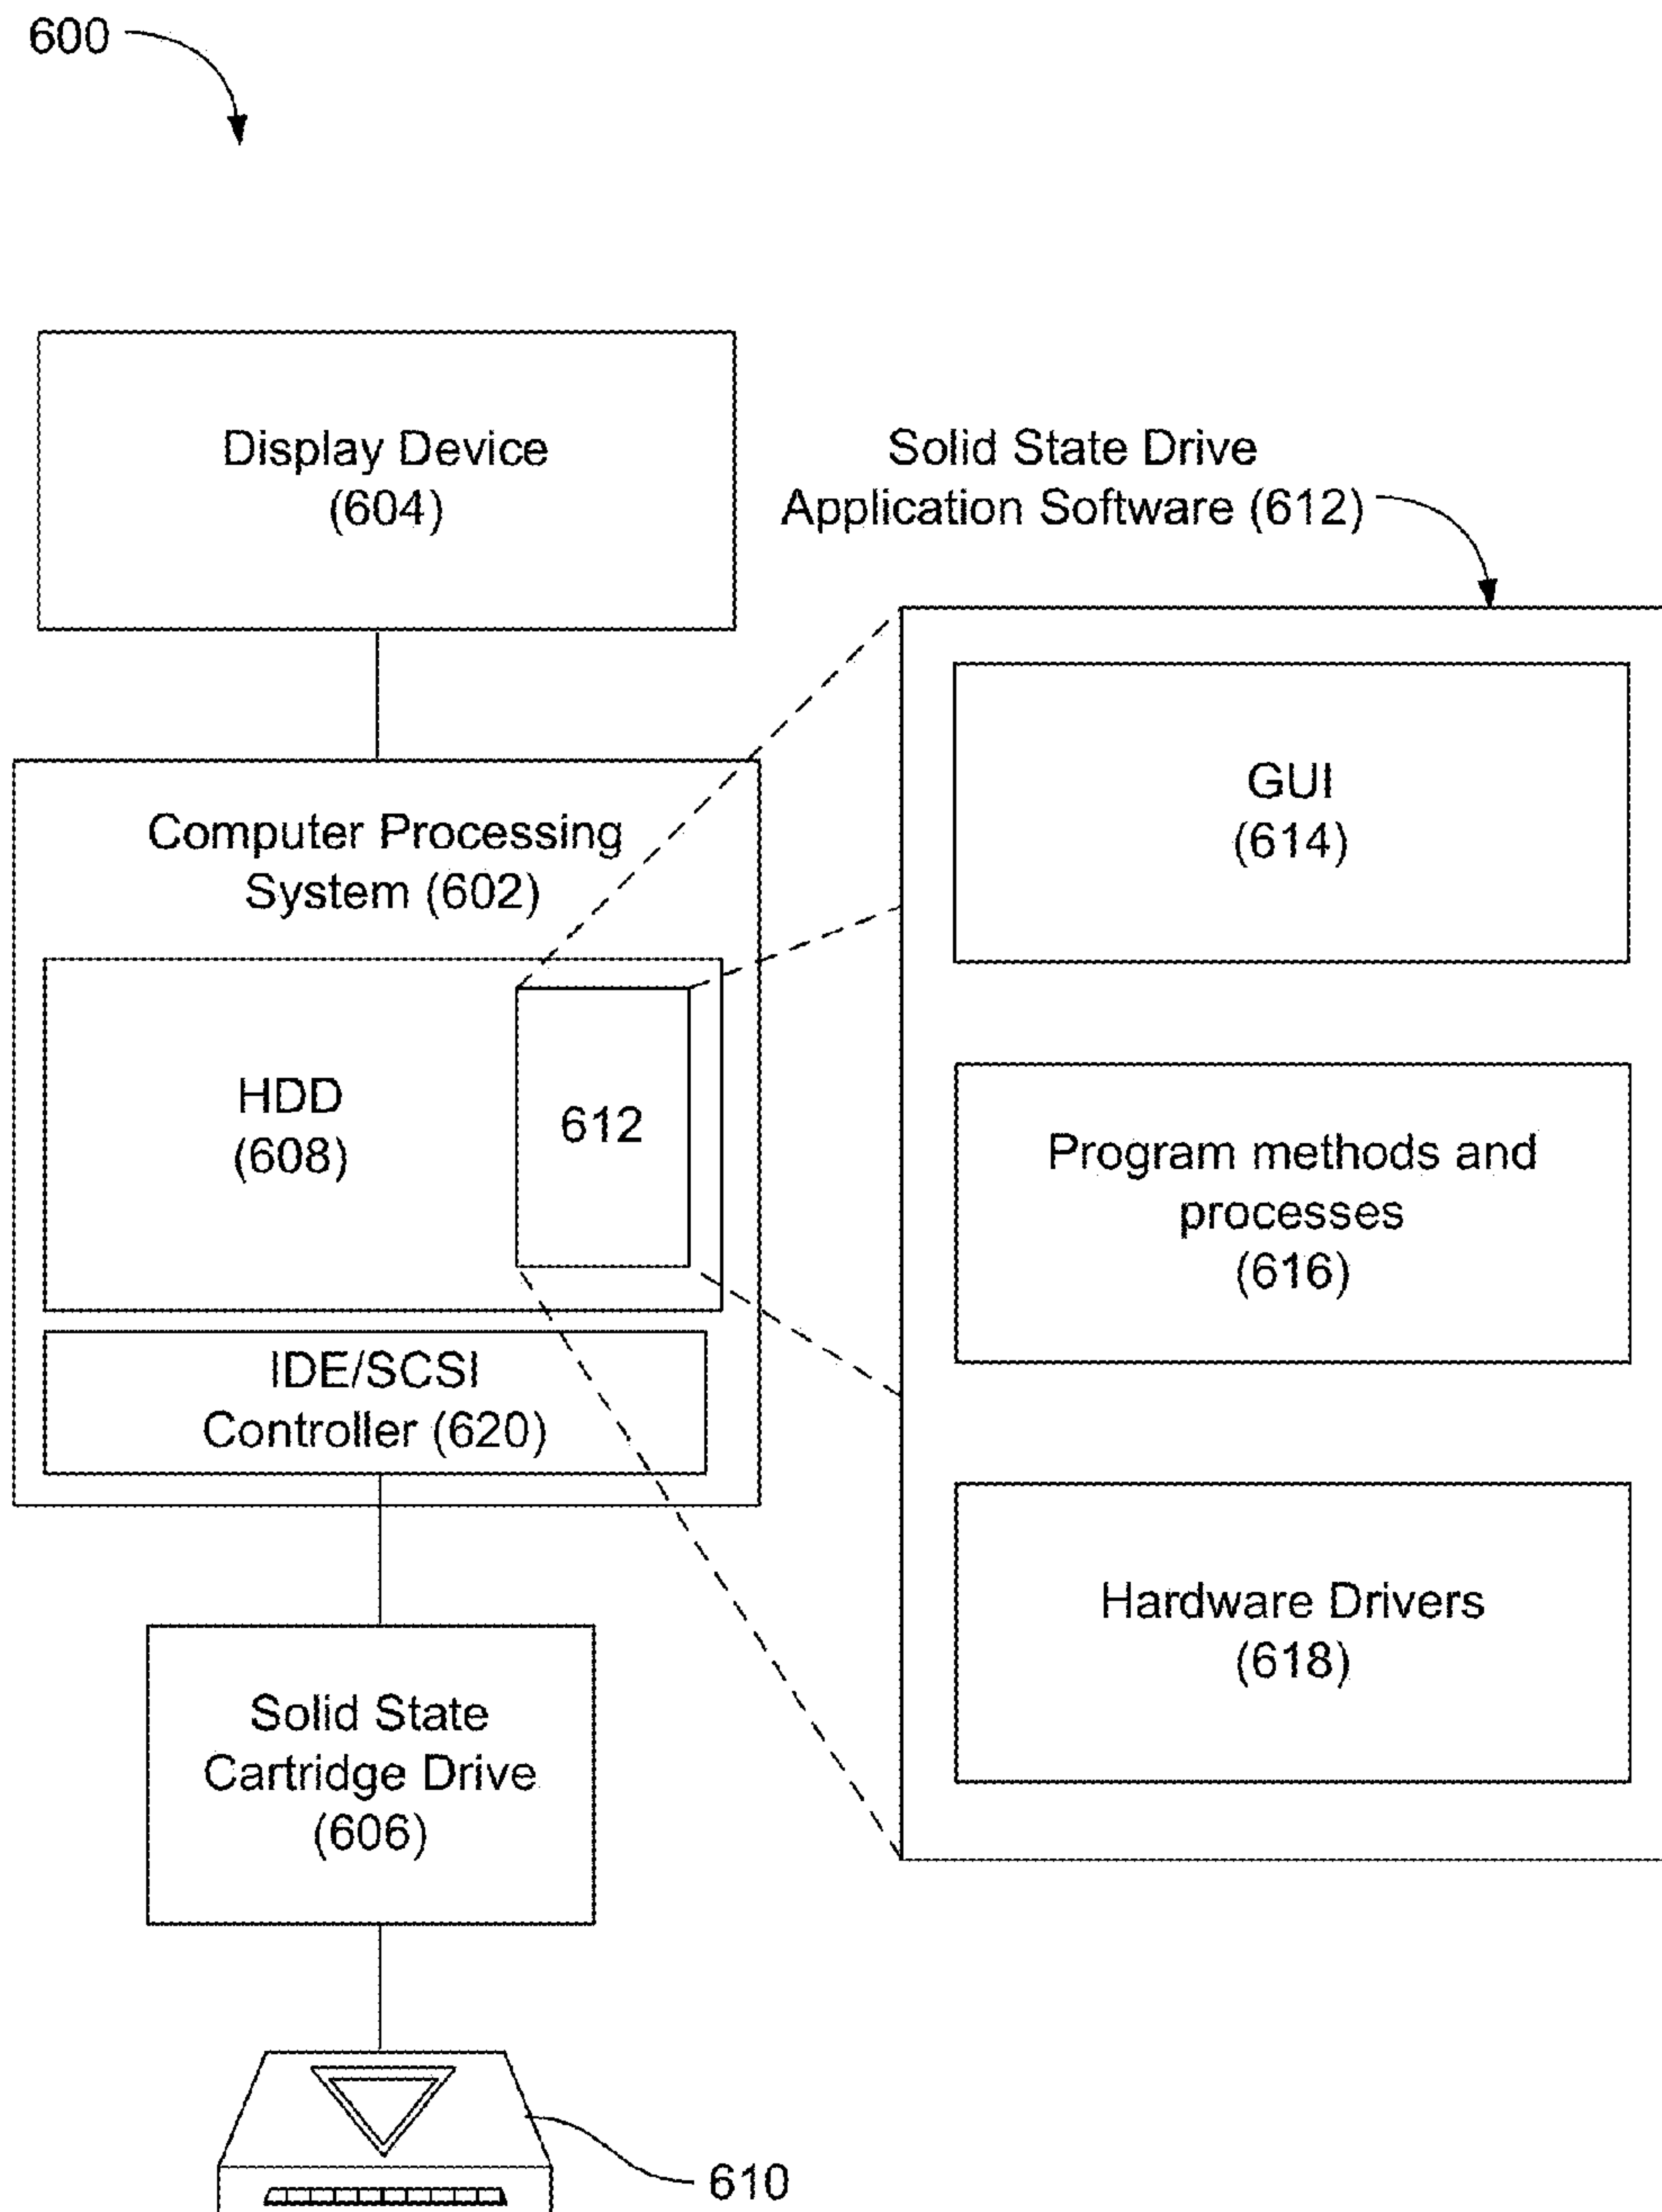 600
Display Device
(604)
Solid State Drive
Application Software (612)
Computer Processing
System (602)
HDD
(608)
612
IDE/SCSI
Controller (620)
GUI
(614)
Program methods and
processes
(616)
Hardware Drivers
(618)
Solid State
Cartridge Drive
(606)
610